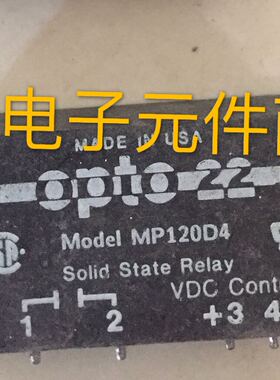 电子元件
MADE IN USA
opto 22
Model MP120D4
Solid State Relay
VDC Cont
1 2 +3 4